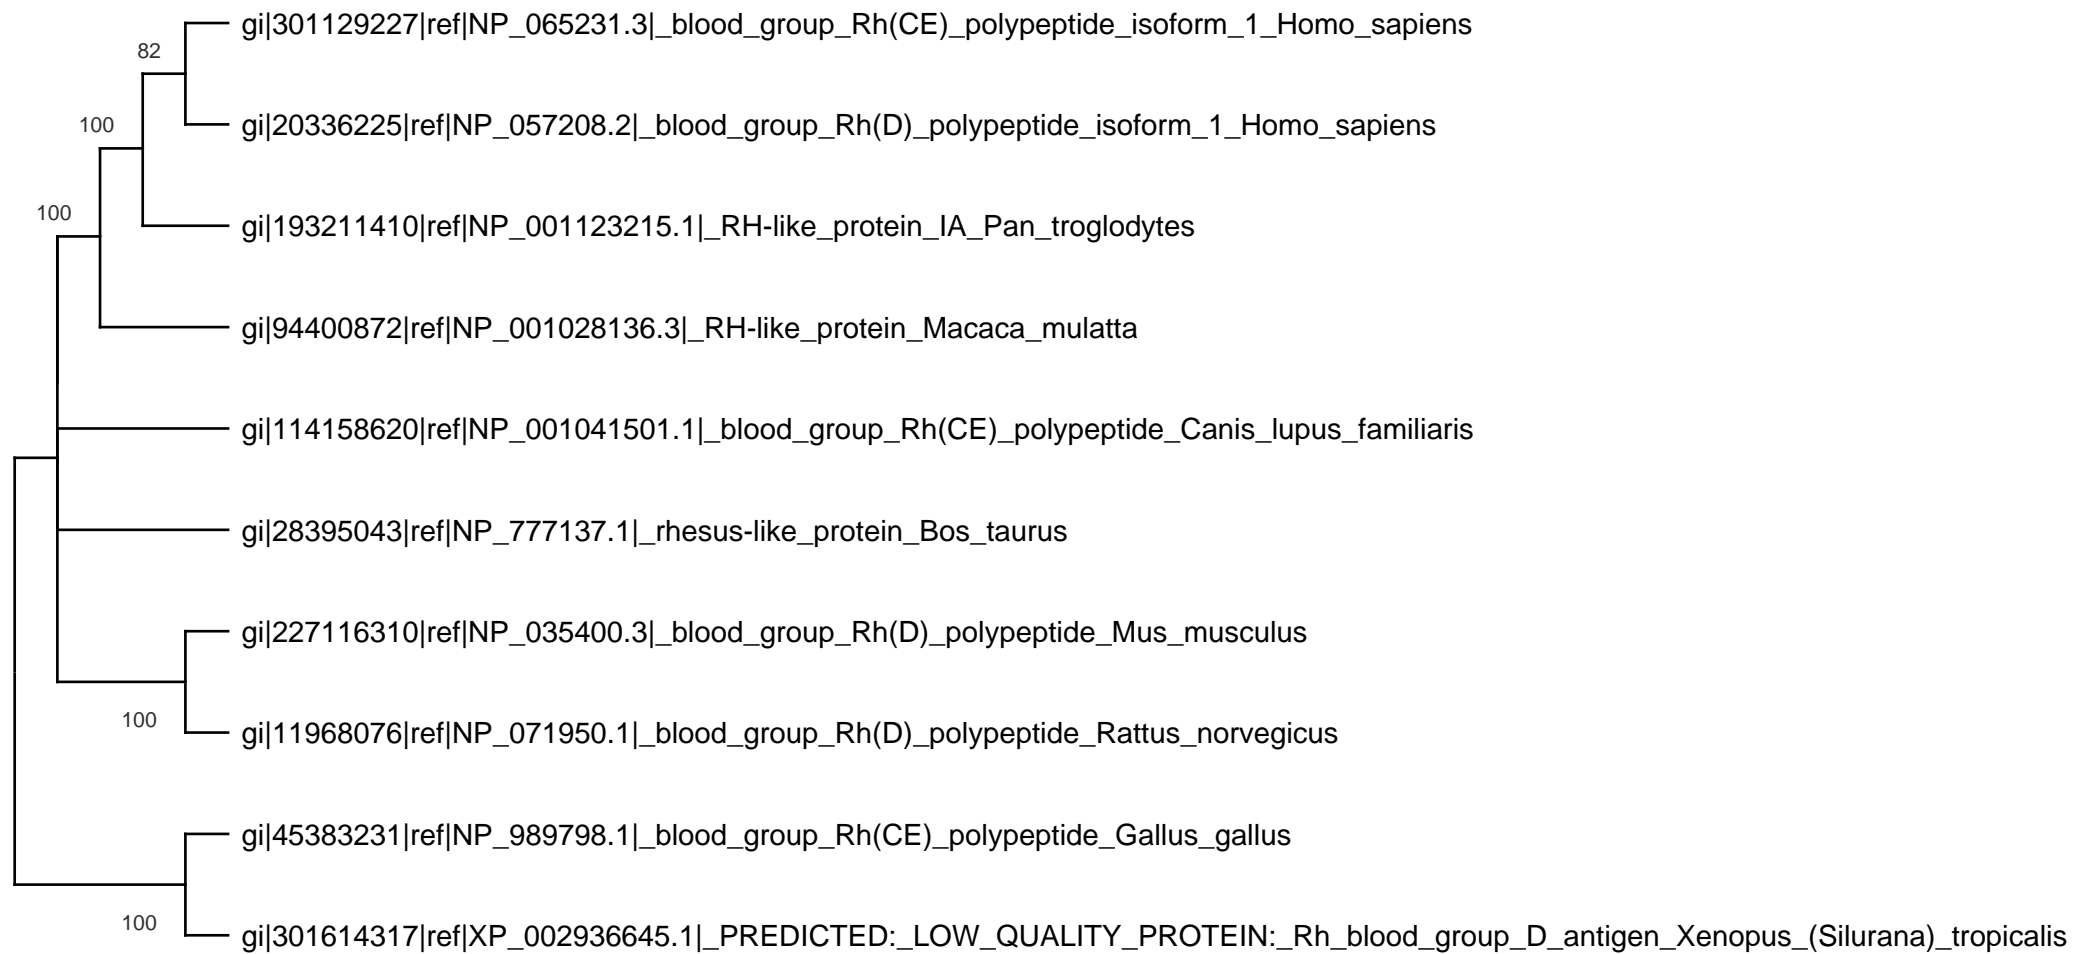 gi|301129227|ref|NP_065231.3|_blood_group_Rh(CE)_polypeptide_isoform_1_Homo_sapiens
82
gi|20336225|ref|NP_057208.2|_blood_group_Rh(D)_polypeptide_isoform_1_Homo_sapiens
100
gi|193211410|ref|NP_001123215.1|_RH-like_protein_IA_Pan_troglodytes
100
gi|94400872|ref|NP_001028136.3|_RH-like_protein_Macaca_mulatta
gi|114158620|ref|NP_001041501.1|_blood_group_Rh(CE)_polypeptide_Canis_lupus_familiaris
gi|28395043|ref|NP_777137.1|_rhesus-like_protein_Bos_taurus
gi|227116310|ref|NP_035400.3|_blood_group_Rh(D)_polypeptide_Mus_musculus
100
gi|11968076|ref|NP_071950.1|_blood_group_Rh(D)_polypeptide_Rattus_norvegicus
gi|45383231|ref|NP_989798.1|_blood_group_Rh(CE)_polypeptide_Gallus_gallus
100
gi|301614317|ref|XP_002936645.1|_PREDICTED:_LOW_QUALITY_PROTEIN:_Rh_blood_group_D_antigen_Xenopus_(Silurana)_tropicalis